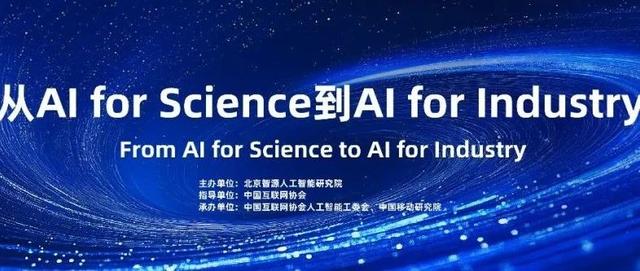 从AI for Science到AI for Industry
From AI for Science to AI for Industry
主办单位：北京智源人工智能研究院
指导单位：中国互联网协会
承办单位：中国互联网协会人工智能工委会、中国移动研究院